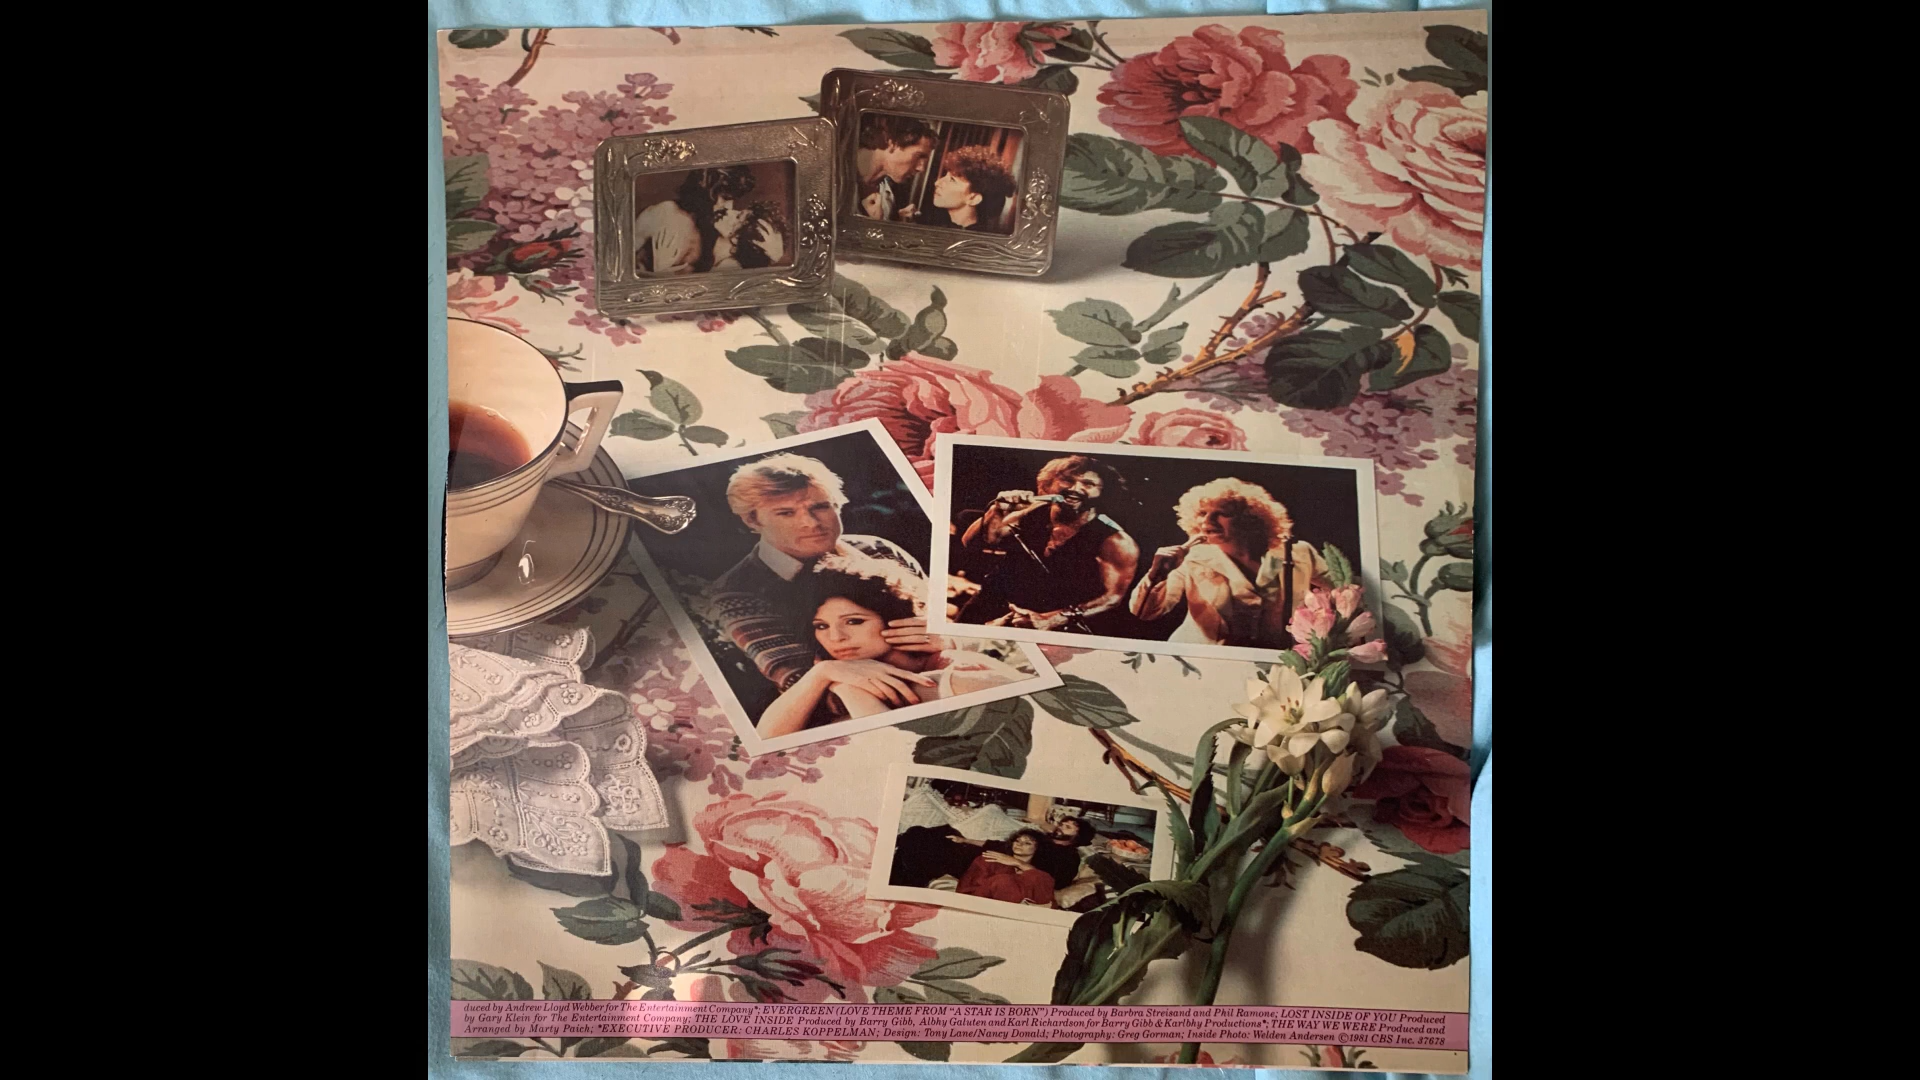 duced by Andrew Lloyd Webber for The Entertainment Company*; EVERGREEN (LOVE THEME FROM "A STAR IS BORN") Produced by Barbra Streisand and Phil Ramone; LOST INSIDE OF YOU Produced
by Gary Klein for The Entertainment Company; THE LOVE INSIDE Produced by Barry Gibb, Albhy Galuten and Karl Richardson for Barry Gibb & Karlbhy Productions*; THE WAY WE WERE Produced and
Arranged by Marty Paich; *EXECUTIVE PRODUCER: CHARLES KOPPELMAN; Design: Tony Lane/Nancy Donald; Photography: Greg Gorman; Inside Photo: Welden Andersen ©1981 CBS Inc. 37678